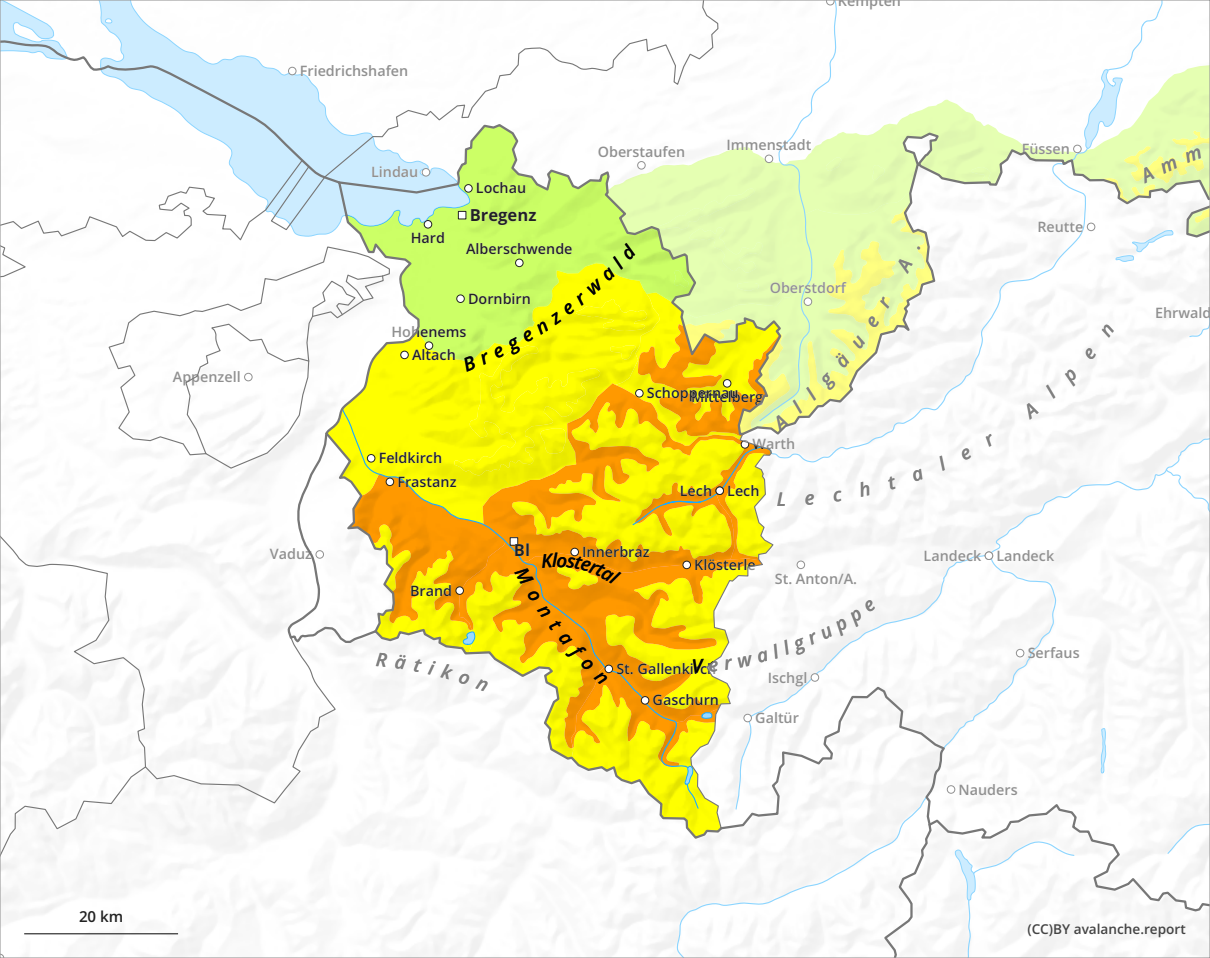 Kempten
Friedrichshafen
Immenstadt
Oberstaufen
Füssen
Amm
Lindau
Lochau
Bregenz
Hard
Reutte
Alberschwende
Bregenzerwald
Oberstdorf
Allgäuer A.
Dornbirn
Ehrwald
Hohenems
Altach
Appenzell
Schoppernau
Mittelberg
Lechtaler Alpen
Warth
Feldkirch
Frastanz
Lech
Lech
Vaduz
Bl
Innerbraz
Klostertal
Klösterle
Landeck
Landeck
St. Anton/A.
Brand
Montafon
Verwallgruppe
Rätikon
St. Gallenkirch
Serfaus
Ischgl
Gaschurn
Galtür
Nauders
20 km
(CC)BY avalanche.report